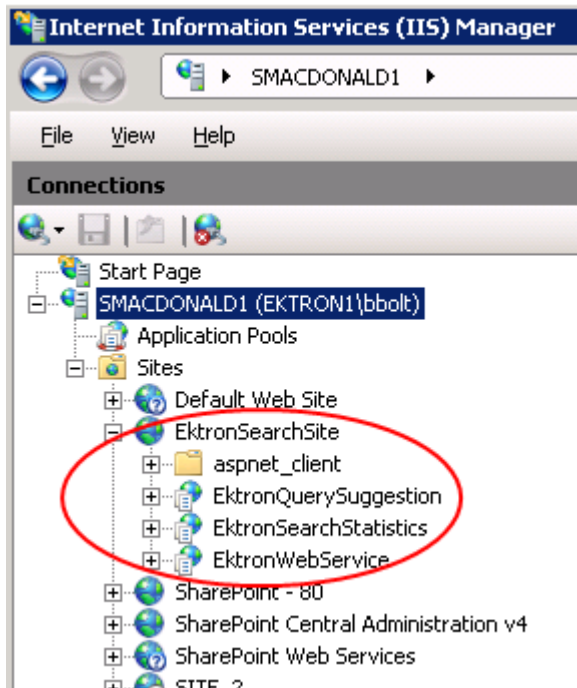 Internet Information Services (IIS) Manager
SMACDONALD1
File View Help
Connections
Start Page
SMACDONALD1 (EKTRON1\bbolt)
Application Pools
Sites
Default Web Site
EktronSearchSite
aspnet_client
EktronQuerySuggestion
EktronSearchStatistics
EktronWebService
SharePoint - 80
SharePoint Central Administration v4
SharePoint Web Services